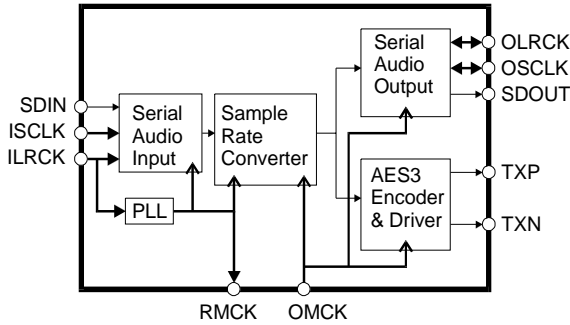 SDIN
ISCLK
ILRCK
Serial
Audio
Input
PLL
Sample
Rate
Converter
Serial
Audio
Output
AES3
Encoder
& Driver
OLRCK
OSCLK
SDOUT
TXP
TXN
RMCK
OMCK